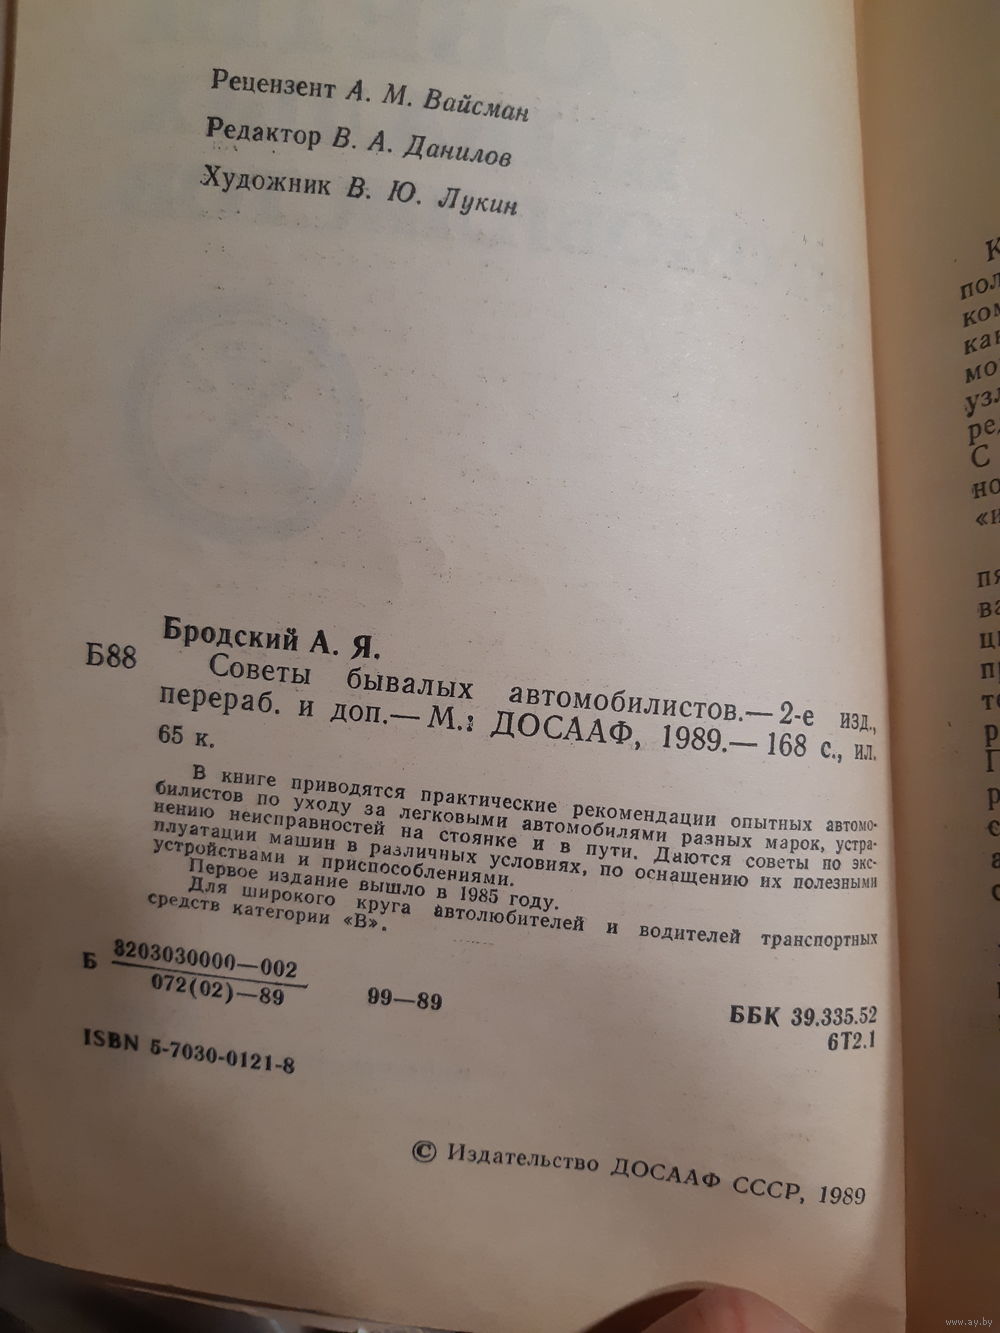 Рецензент А. М. Вайсман
Редактор В. А. Данилов
Художник В. Ю. Лукин
Бродский А. Я.
Б88 Советы бывалых автомобилистов.— 2-е изд.,
перераб. и доп.— М.: ДОСААФ, 1989.— 168 с., ил.
65 к.
В книге приводятся практические рекомендации опытных автомо-
билистов по уходу за легковыми автомобилями разных марок, устра-
нению неисправностей на стоянке и в пути. Даются советы по экс-
плуатации машин в различных условиях, по оснащению их полезными
устройствами и приспособлениями.
Первое издание вышло в 1985 году.
Для широкого круга автолюбителей и водителей транспортных
средств категории «В».
Б 8203030000—002
072(02)—89
99—89
ББК 39.335.52
6Т2.1
ISBN 5-7030-0121-8
© Издательство ДОСААФ СССР, 1989
www.ay.by